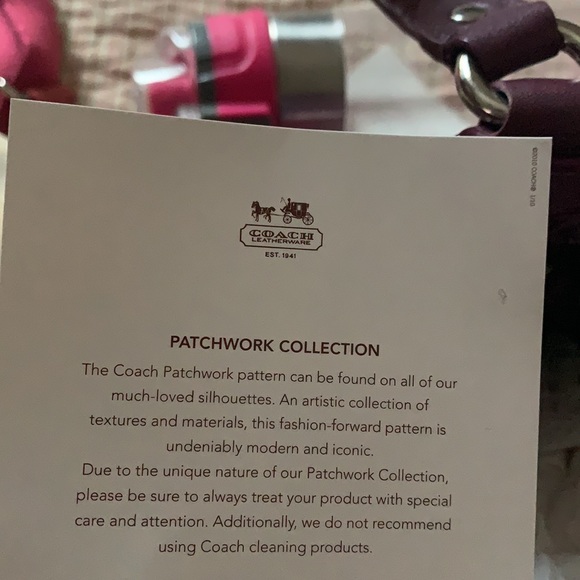 ©2010 COACH®
COACH
LEATHERWARE
EST. 1941
PATCHWORK COLLECTION
The Coach Patchwork pattern can be found on all of our
much-loved silhouettes. An artistic collection of
textures and materials, this fashion-forward pattern is
undeniably modern and iconic.
Due to the unique nature of our Patchwork Collection,
please be sure to always treat your product with special
care and attention. Additionally, we do not recommend
using Coach cleaning products.